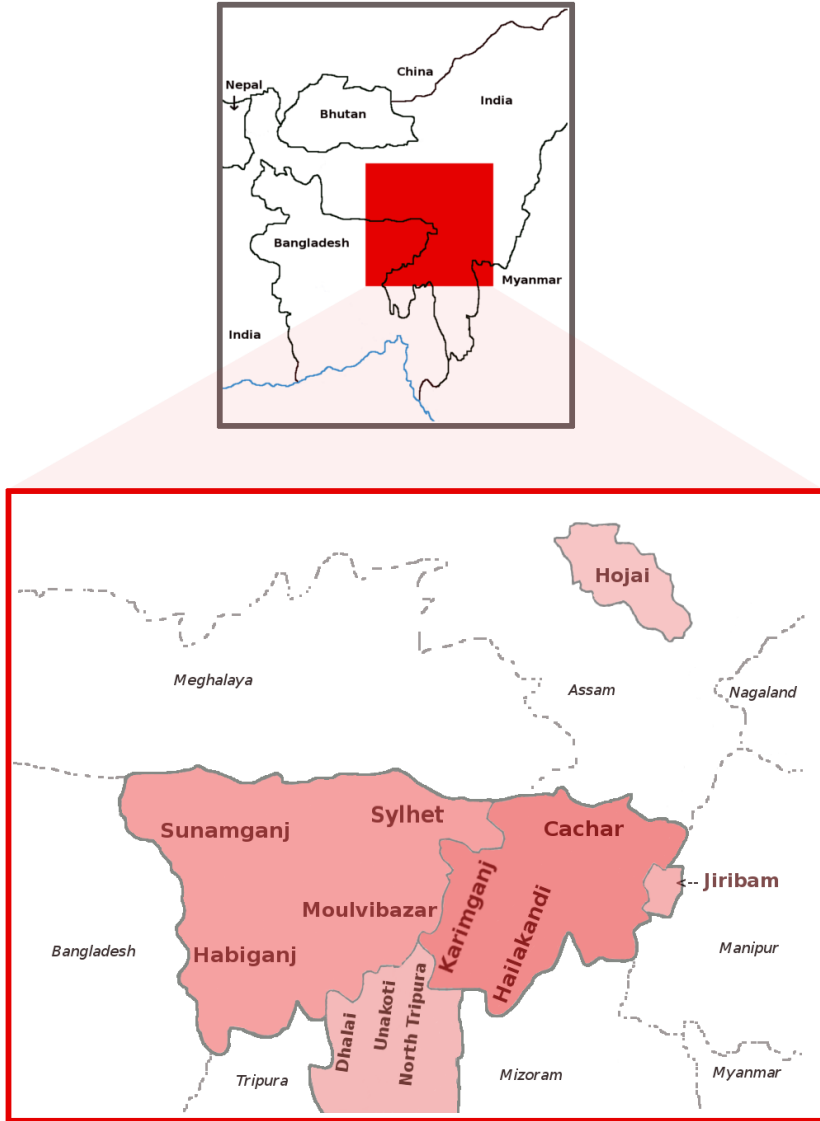 China
Nepal
India
Bhutan
Bangladesh
Myanmar
India
Hojai
Meghalaya
Assam
Nagaland
Sylhet
Sunamganj
Cachar
Jiribam
Moulvibazar
Karimganj
Hailakandi
Bangladesh
Habiganj
Manipur
Dhalai
Unakoti
North Tripura
Tripura
Mizoram
Myanmar